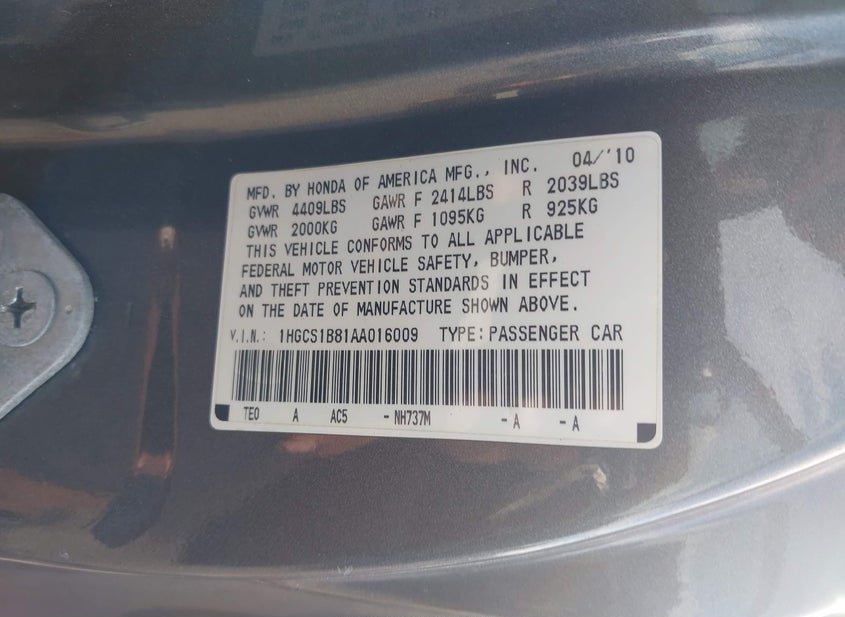 MFD. BY HONDA OF AMERICA MFG., INC. 04/'10
GVWR 4409LBS GAWR F 2414LBS R 2039LBS
GVWR 2000KG GAWR F 1095KG R 925KG
THIS VEHICLE CONFORMS TO ALL APPLICABLE
FEDERAL MOTOR VEHICLE SAFETY, BUMPER,
AND THEFT PREVENTION STANDARDS IN EFFECT
ON THE DATE OF MANUFACTURE SHOWN ABOVE.
V.I.N.: 1HGCS1B81AA016009 TYPE: PASSENGER CAR
TE0 A AC5 - NH737M - A - A